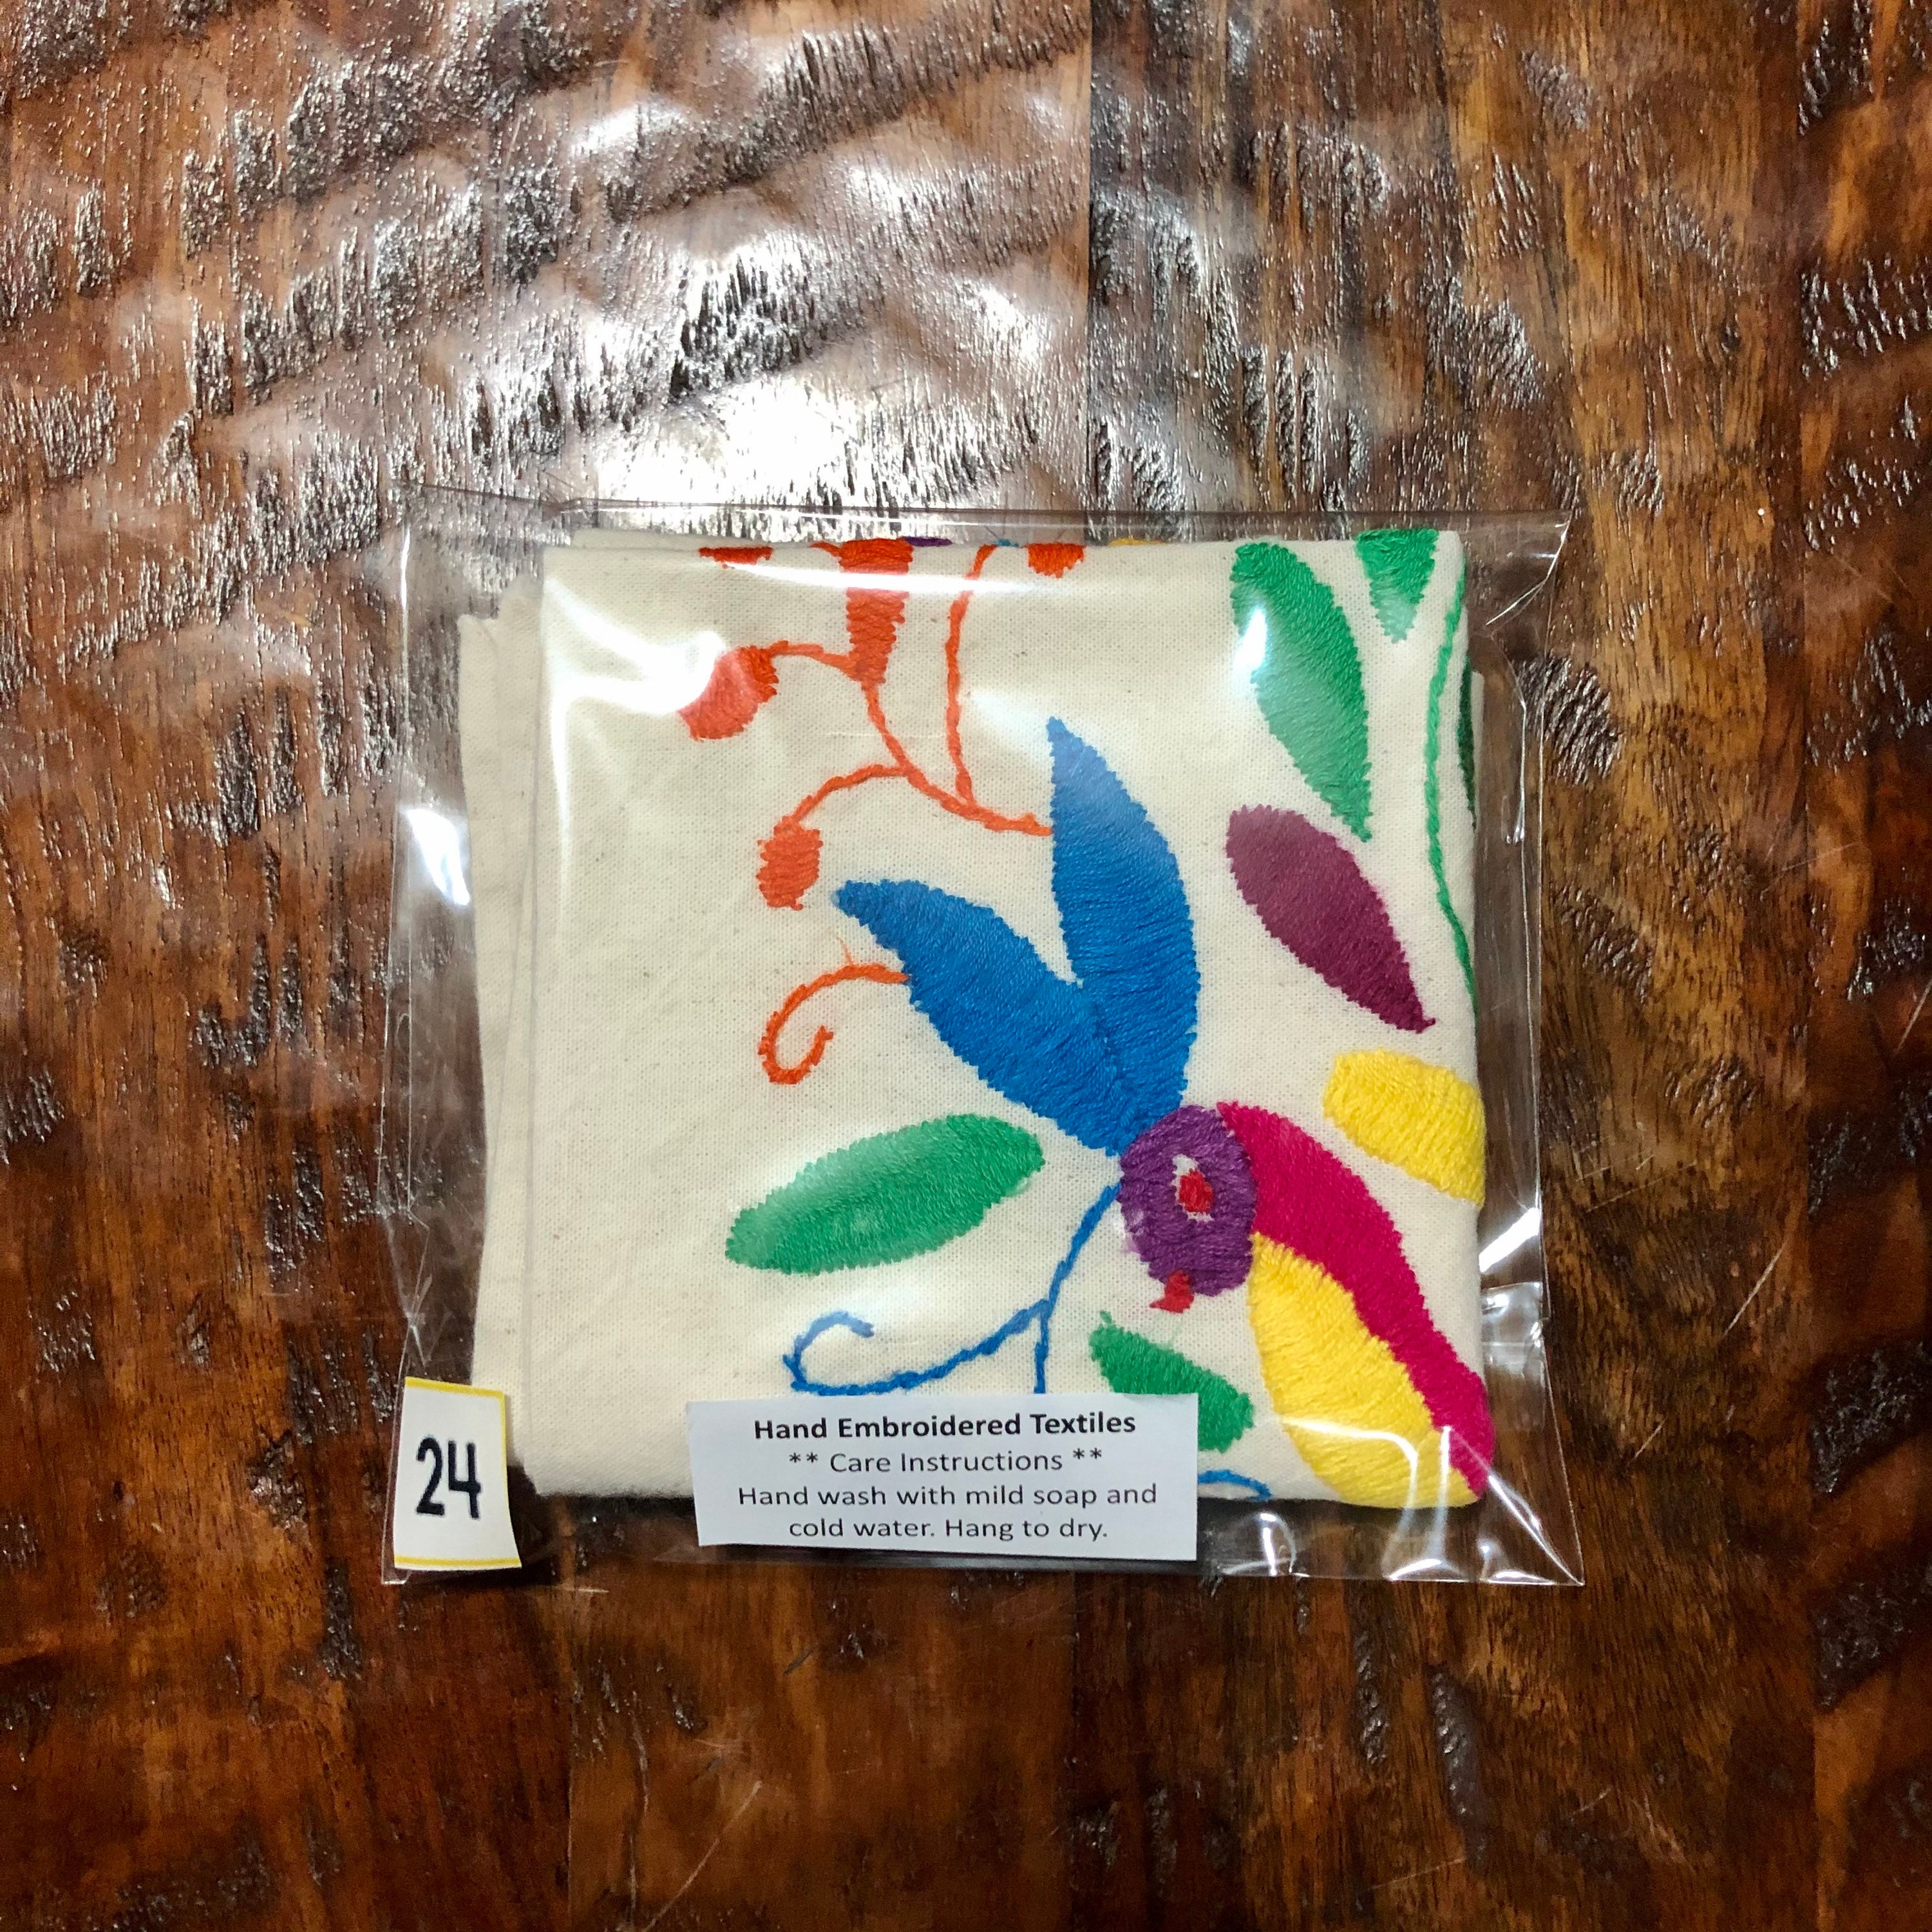 24
Hand Embroidered Textiles
** Care Instructions **
Hand wash with mild soap and
cold water. Hang to dry.